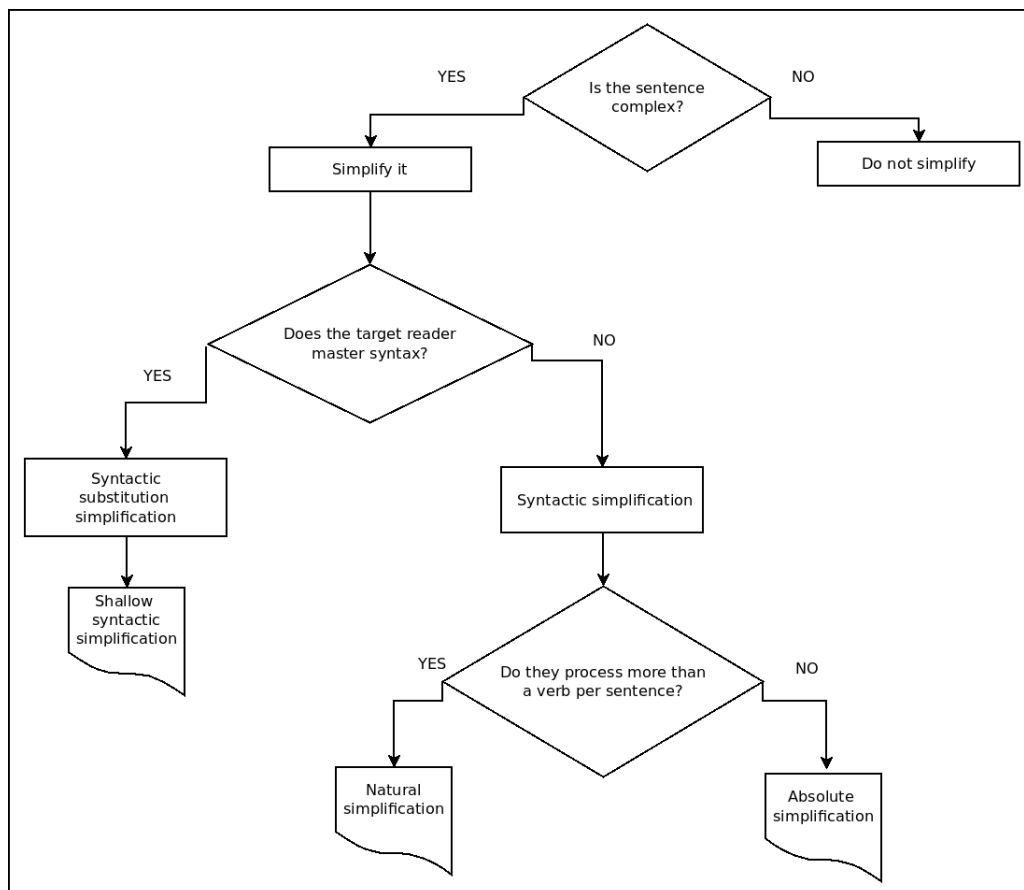 YES
Is the sentence
complex?
NO
Simplify it
Do not simplify
Does the target reader
master syntax?
YES
NO
Syntactic
substitution
simplification
Syntactic simplification
Shallow
syntactic
simplification
YES
Do they process more than
a verb per sentence?
NO
Natural
simplification
Absolute
simplification